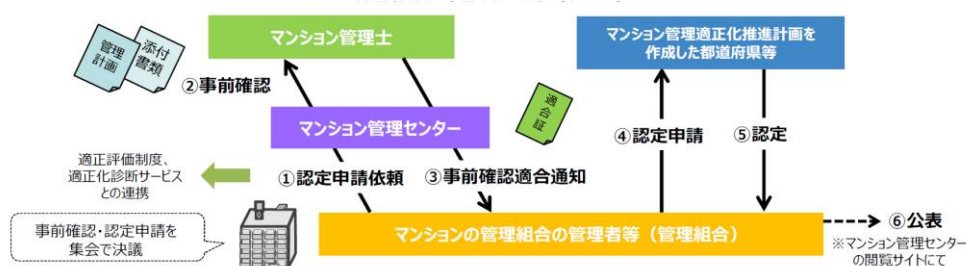 マンション管理士
マンション管理適正化推進計画を
作成した都道府県等
管理
計画
添付
書類
②事前確認
適合証
マンション管理センター
④認定申請
⑤認定
適正評価制度、
適正化診断サービス
との連携
①認定申請依頼
③事前確認適合通知
事前確認・認定申請を
集会で決議
マンションの管理組合の管理者等（管理組合）
⑥公表
※マンション管理センター
の閲覧サイトにて